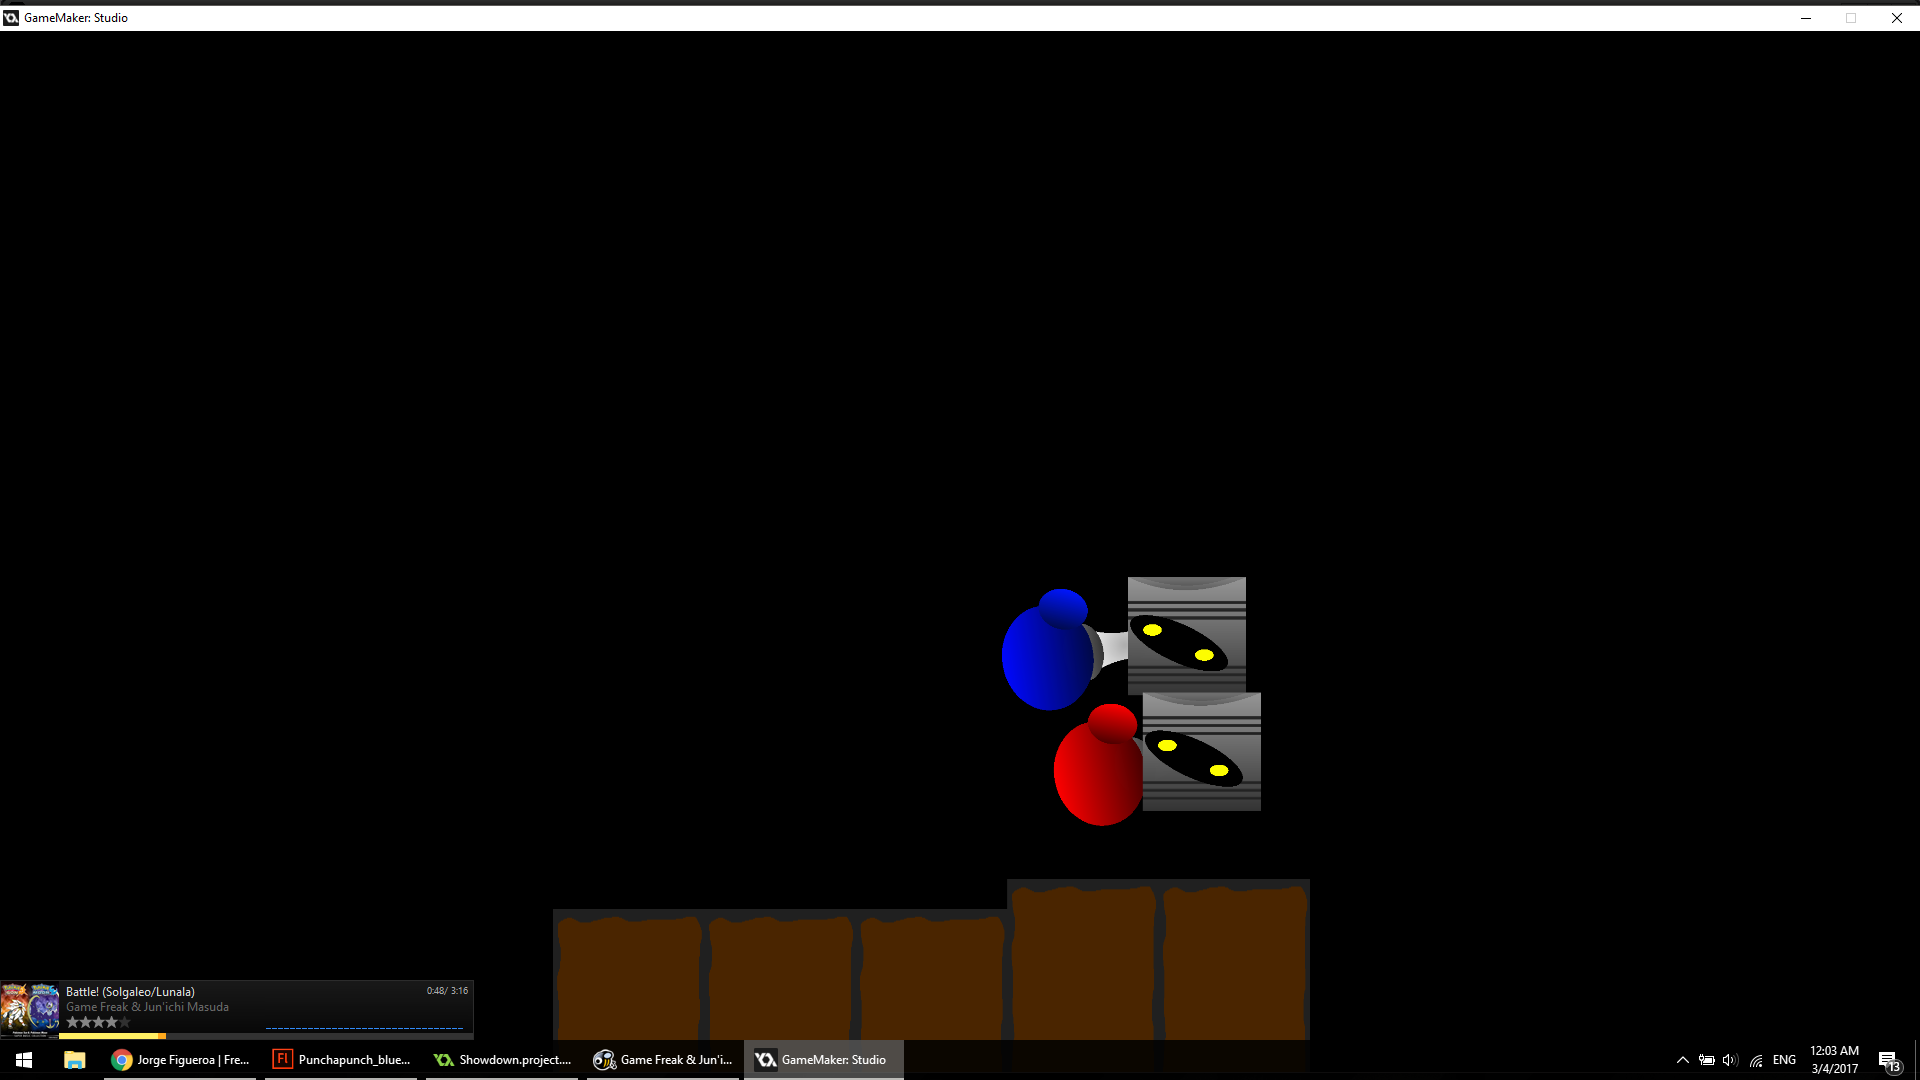 GameMaker: Studio
Battle! (Solgaleo/Lunala)
0:48/ 3:16
Game Freak & Jun'ichi Masuda
Jorge Figueroa | Fre...
Fl
Punchapunch_blue...
Showdown.project....
Game Freak & Jun'i...
GameMaker: Studio
ENG
12:03 AM
3/4/2017
13